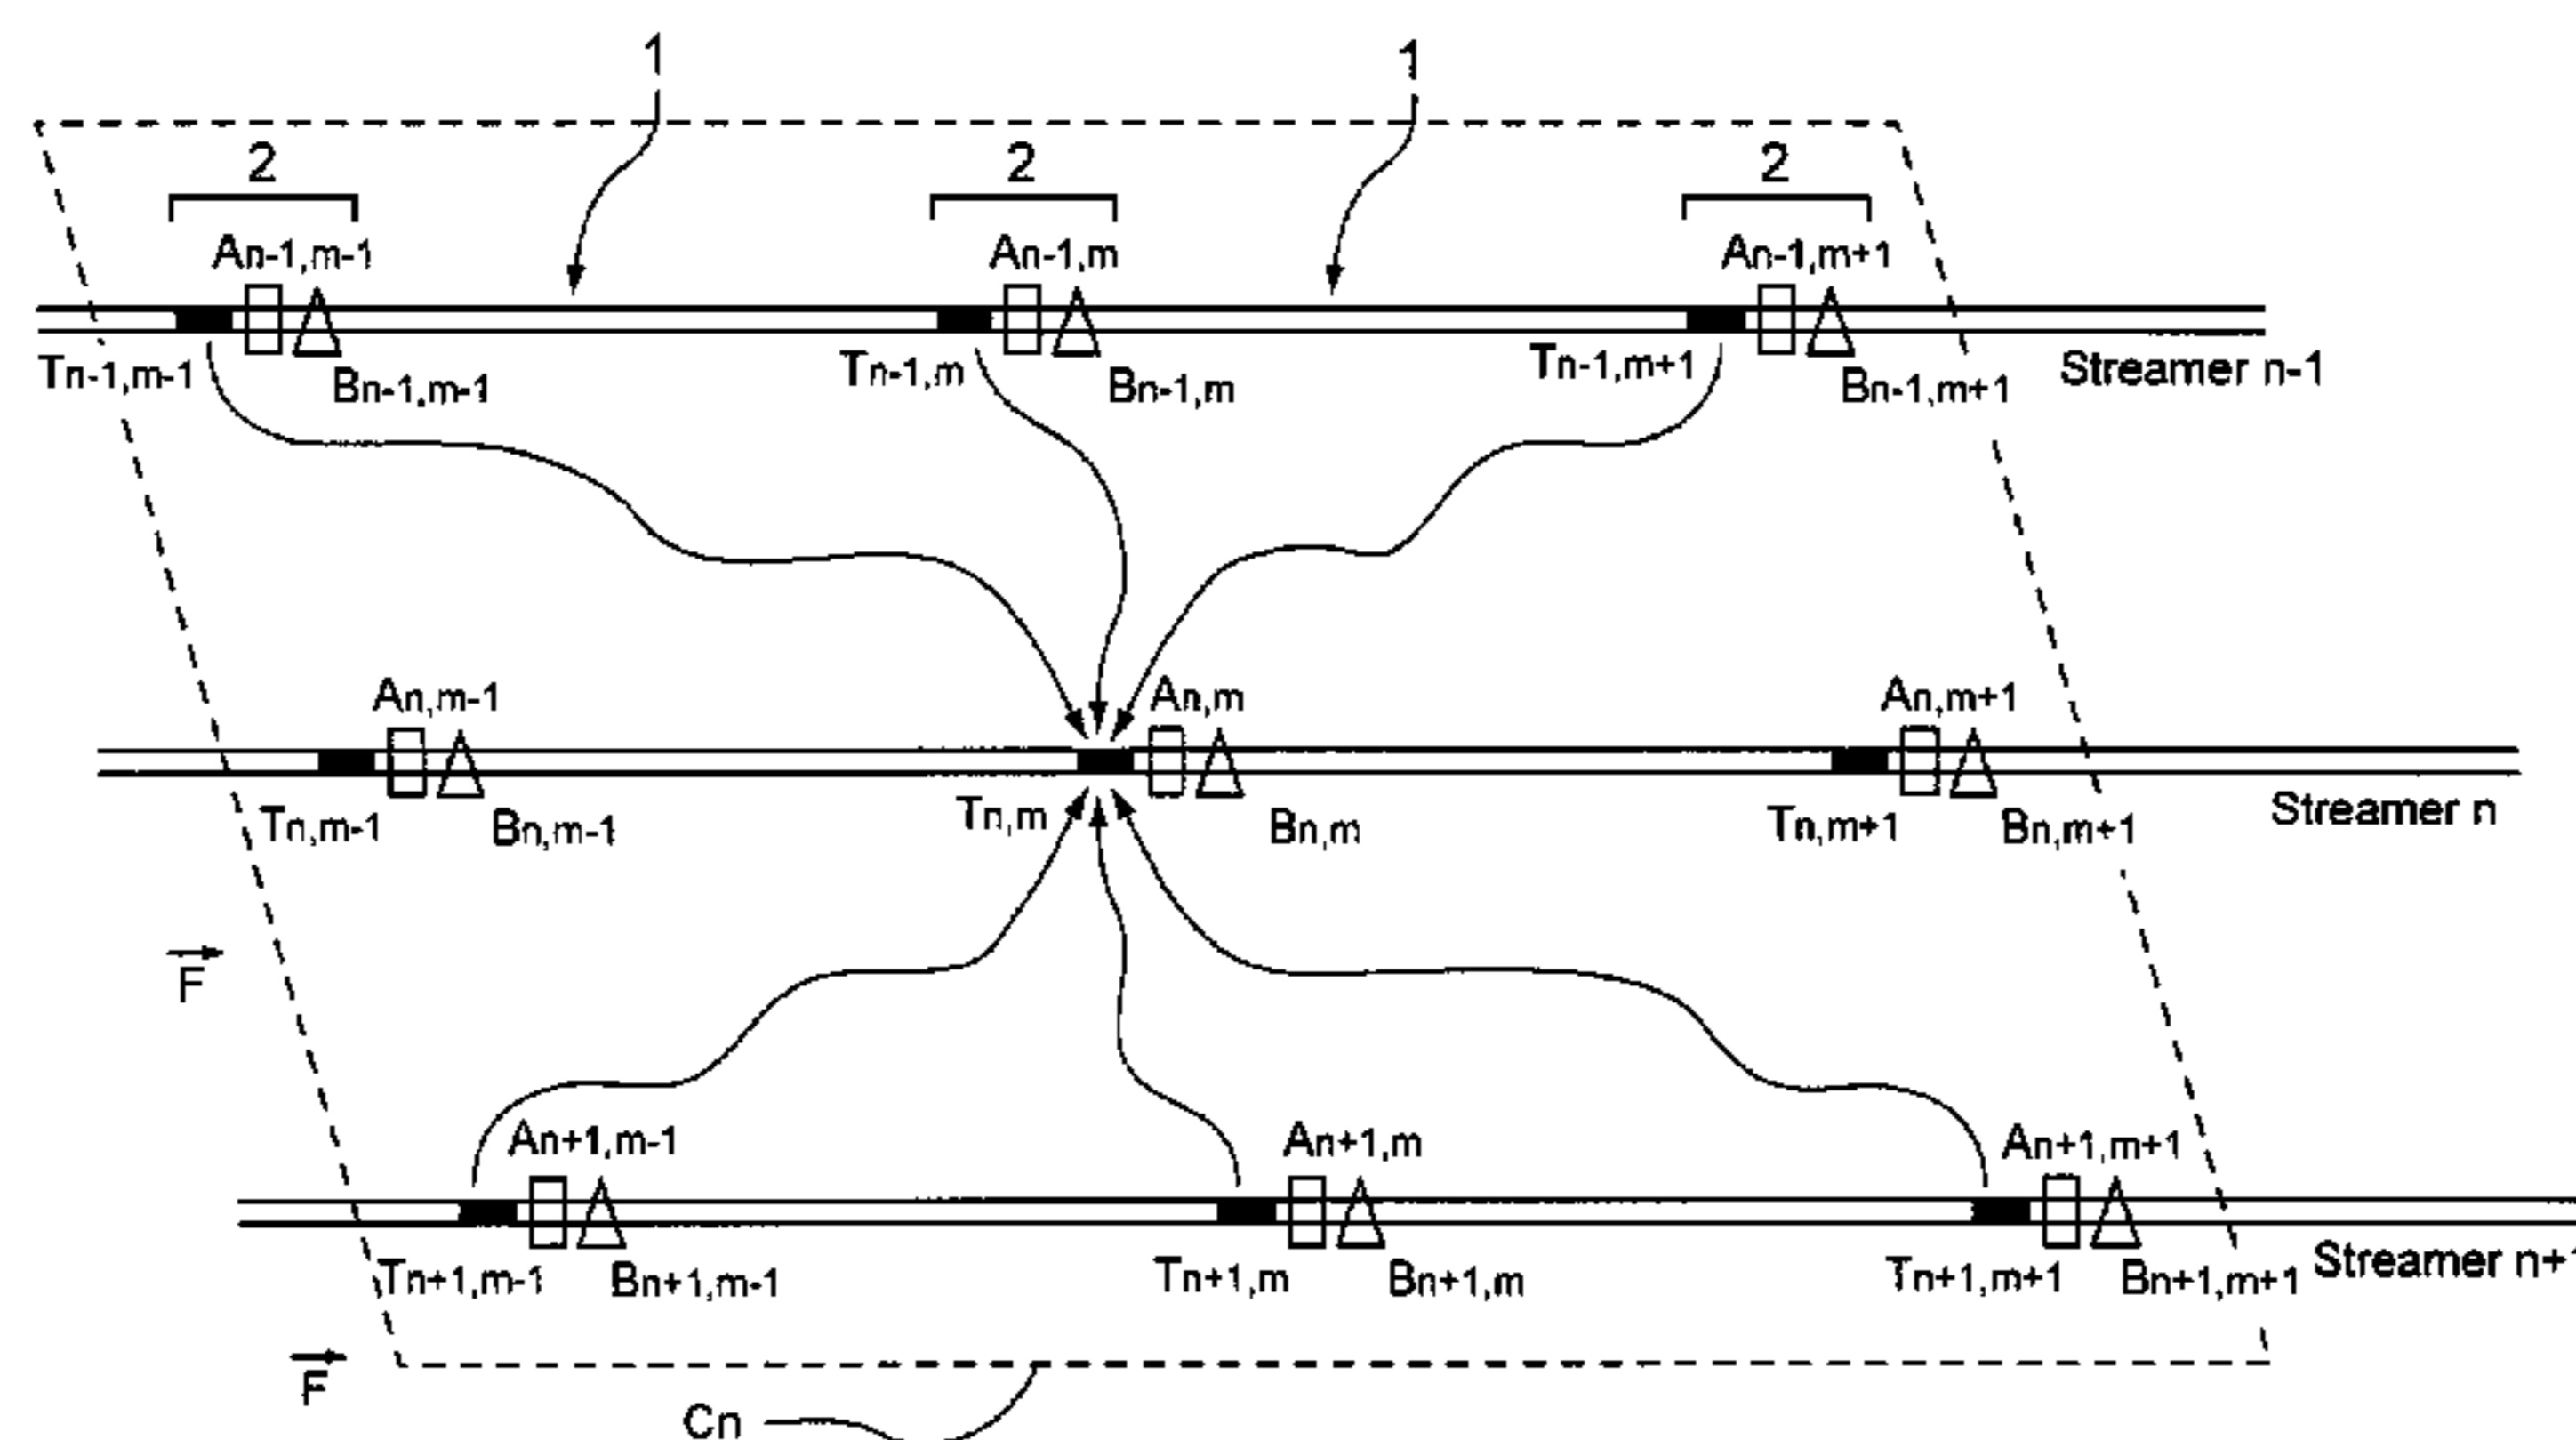 1 1
2 2 2
An-1,m-1 An-1,m An-1,m+1
Tn-1,m-1 Bn-1,m-1 Tn-1,m Bn-1,m Tn-1,m+1 Bn-1,m+1 Streamer n-1
An,m-1 An,m An,m+1
Tn,m-1 Bn,m-1 Tn,m Bn,m Tn,m+1 Bn,m+1 Streamer n
F
An+1,m-1 An+1,m An+1,m+1
Tn+1,m-1 Bn+1,m-1 Tn+1,m Bn+1,m Tn+1,m+1 Bn+1,m+1 Streamer n+1
F
Cn